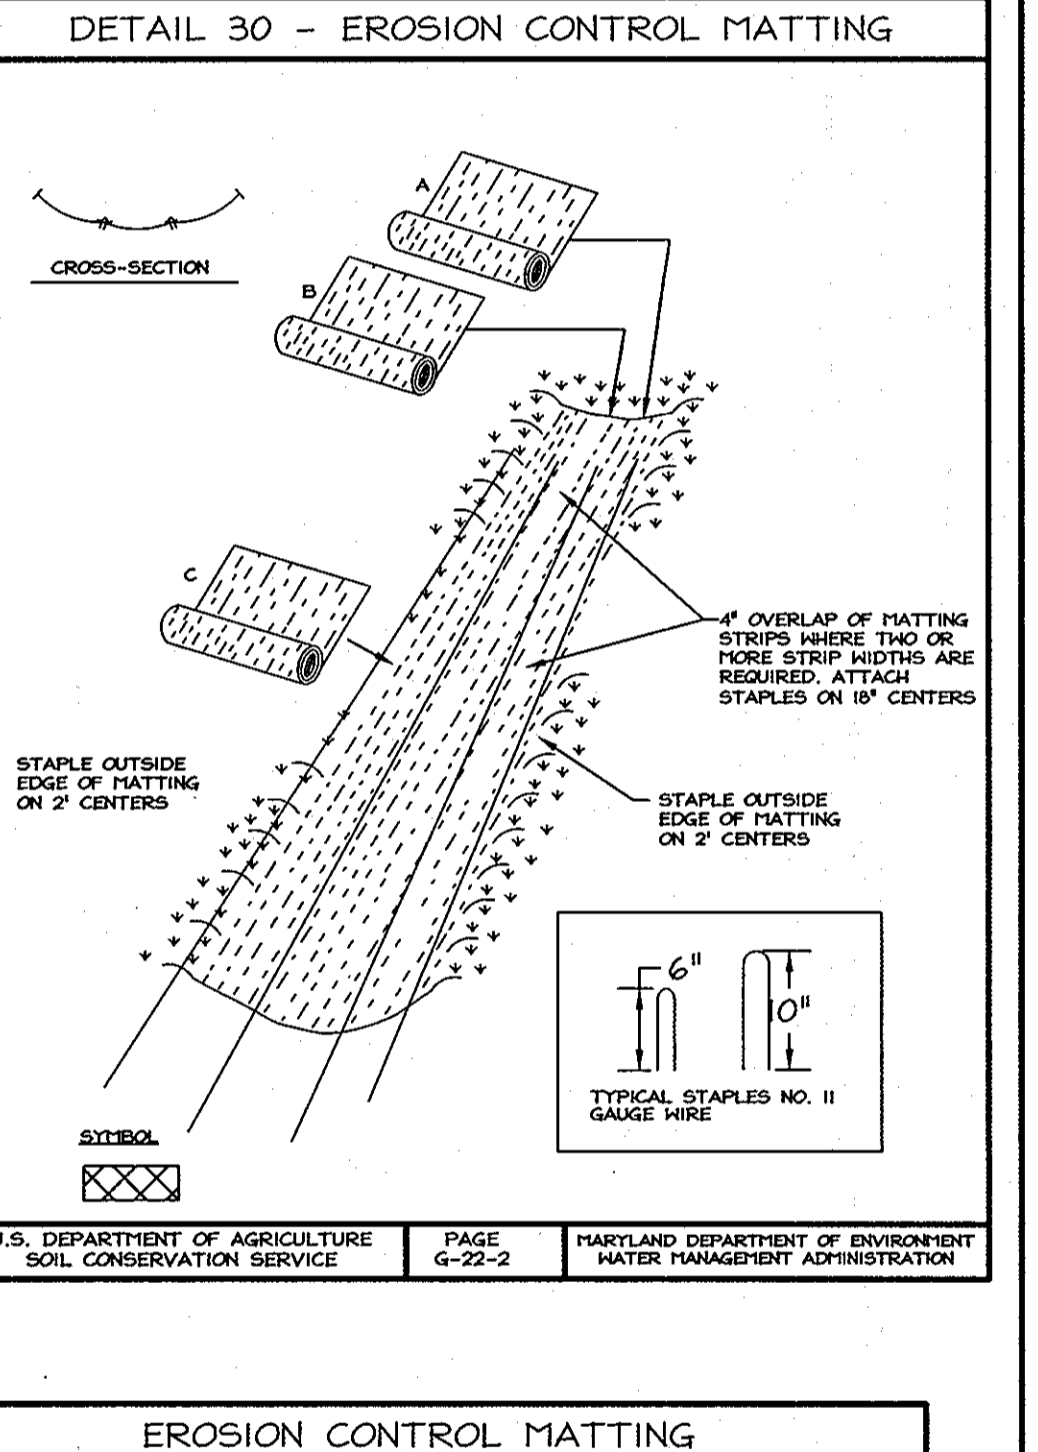 DETAIL 30 - EROSION CONTROL MATTING
A
CROSS-SECTION
B
C
4" OVERLAP OF MATTING
STRIPS WHERE TWO OR
MORE STRIP WIDTHS ARE
REQUIRED. ATTACH
STAPLES ON 18" CENTERS
STAPLE OUTSIDE
EDGE OF MATTING
ON 2' CENTERS
STAPLE OUTSIDE
EDGE OF MATTING
ON 2' CENTERS
6"
10"
TYPICAL STAPLES NO. 11
GAUGE WIRE
SYMBOL
U.S. DEPARTMENT OF AGRICULTURE
SOIL CONSERVATION SERVICE
PAGE
G-22-2
MARYLAND DEPARTMENT OF ENVIRONMENT
WATER MANAGEMENT ADMINISTRATION
EROSION CONTROL MATTING